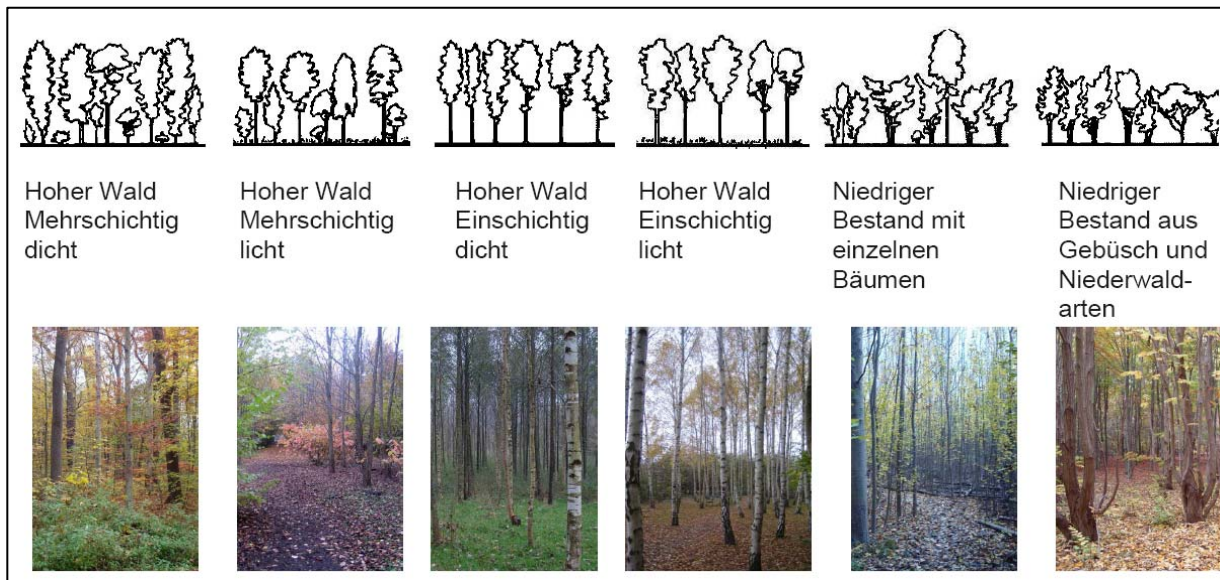 Hoher Wald
Mehrschichtig
dicht
Hoher Wald
Mehrschichtig
licht
Hoher Wald
Einschichtig
dicht
Hoher Wald
Einschichtig
licht
Niedriger
Bestand mit
einzelnen
Bäumen
Niedriger
Bestand aus
Gebüsch und
Niederwald-
arten